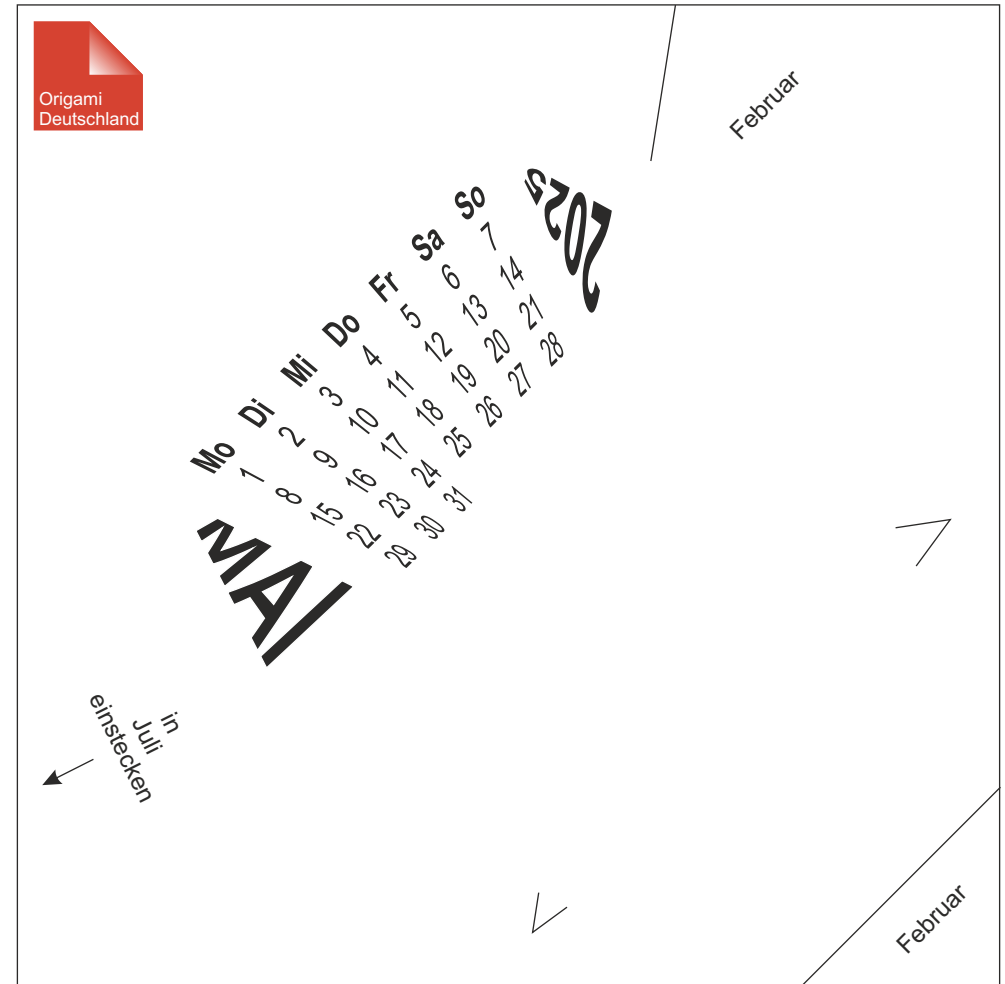 Origami
Deutschland
Februar
Mo Di Mi Do Fr Sa So
1 2 3 4 5 6 7
8 9 10 11 12 13 14
15 16 17 18 19 20 21
22 23 24 25 26 27 28
29 30 31
MAI
in
Juli
einstecken
Februar